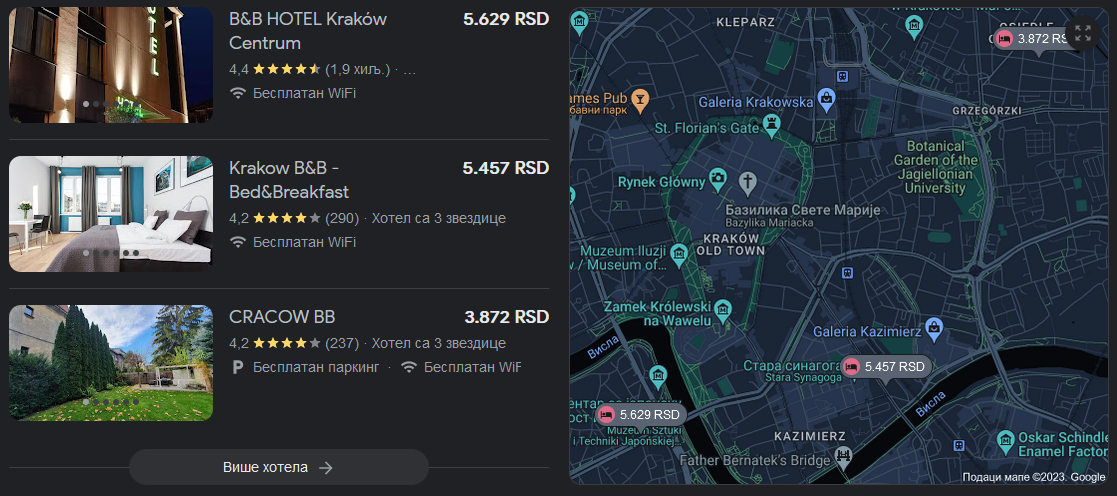 B&B HOTEL Kraków
Centrum
5.629 RSD
4,4 (1,9 хиљ.) · …
Бесплатан WiFi
Krakow B&B -
Bed&Breakfast
5.457 RSD
4,2 (290) · Хотел са 3 звездице
Бесплатан WiFi
CRACOW BB
3.872 RSD
4,2 (237) · Хотел са 3 звездице
Бесплатан паркинг · Бесплатан WiF
Више хотела
KLEPARZ
3.872 RS
ames Pub
бавни парк
Galeria Krakowska
St. Florian's Gate
GRZEGÓRZKI
Botanical
Garden of the
Jagiellonian
University
Rynek Główny
Базилика Свете Марије
Bazylika Mariacka
KRAKÓW
OLD TOWN
Muzeum Iluzji
w / Museum of...
Zamek Królewski
na Wawelu
Висла
Galeria Kazimierz
Стара синагога
Stara Synagoga
5.457 RSD
5.629 RSD
Muzeum Sztuki
i Techniki Japońskiej...
Висла
KAZIMIERZ
Father Bernatek's Bridge
Oskar Schindle
Enamel Factor
Подаци мапе ©2023. Google